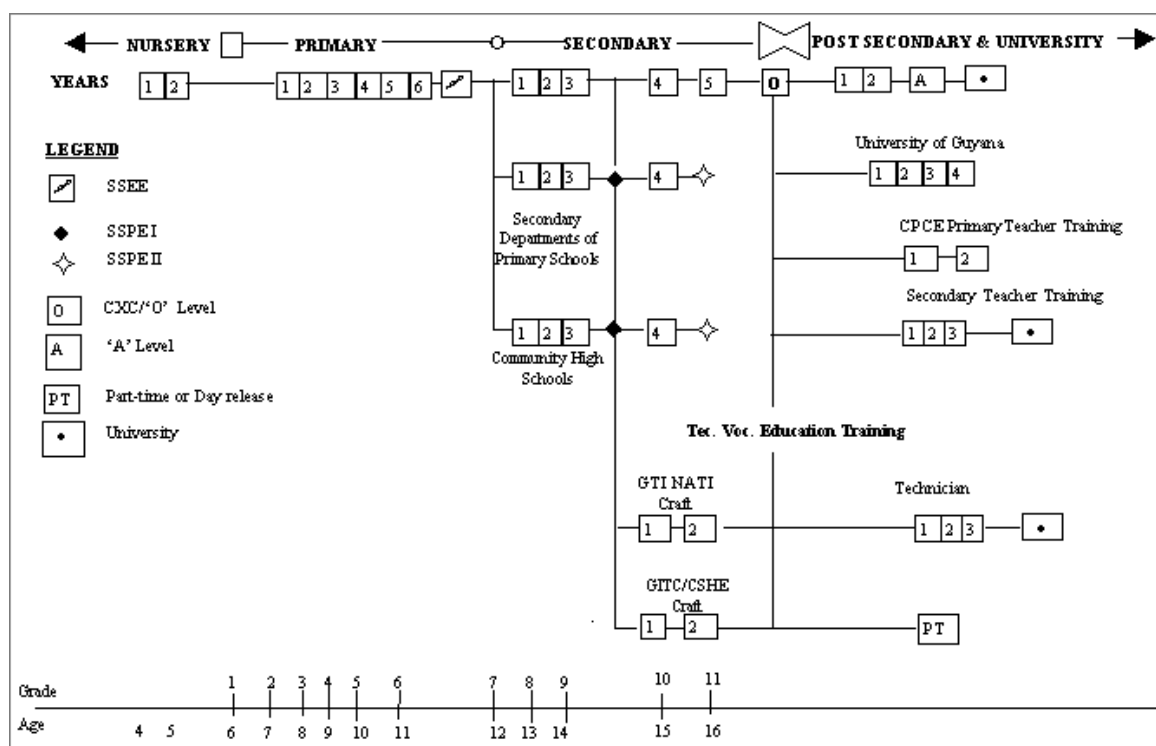 NURSERY PRIMARY SECONDARY POST SECONDARY & UNIVERSITY
YEARS 1 2 1 2 3 4 5 6 1 2 3 4 5 O 1 2 A
LEGEND
SSEE
SSPE I
SSPE II
O CXC/‘O’ Level
A ‘A’ Level
PT Part-time or Day release
University
1 2 3 4
Secondary
Departments of
Primary Schools
1 2 3 4
Community High
Schools
University of Guyana
1 2 3 4
CPCE Primary Teacher Training
1 2
Secondary Teacher Training
1 2 3
Tec. Voc. Education Training
GTI NATI
Craft
1 2
Technician
1 2 3
GITC/CSHE
Craft
1 2
PT
Grade 1 2 3 4 5 6 7 8 9 10 11
Age 4 5 6 7 8 9 10 11 12 13 14 15 16